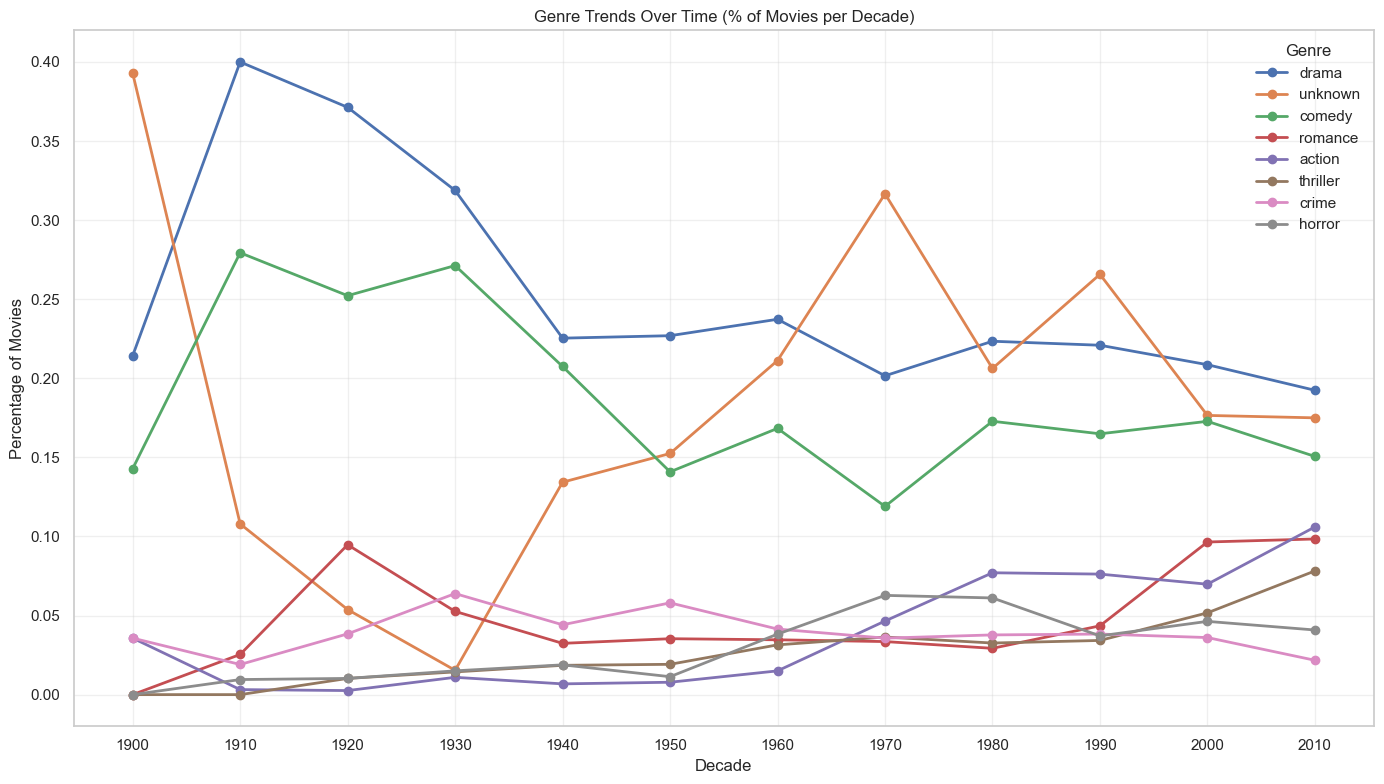 Genre Trends Over Time (% of Movies per Decade)
Genre
drama
unknown
comedy
romance
action
thriller
crime
horror
Percentage of Movies
0.40
0.35
0.30
0.25
0.20
0.15
0.10
0.05
0.00
1900 1910 1920 1930 1940 1950 1960 1970 1980 1990 2000 2010
Decade